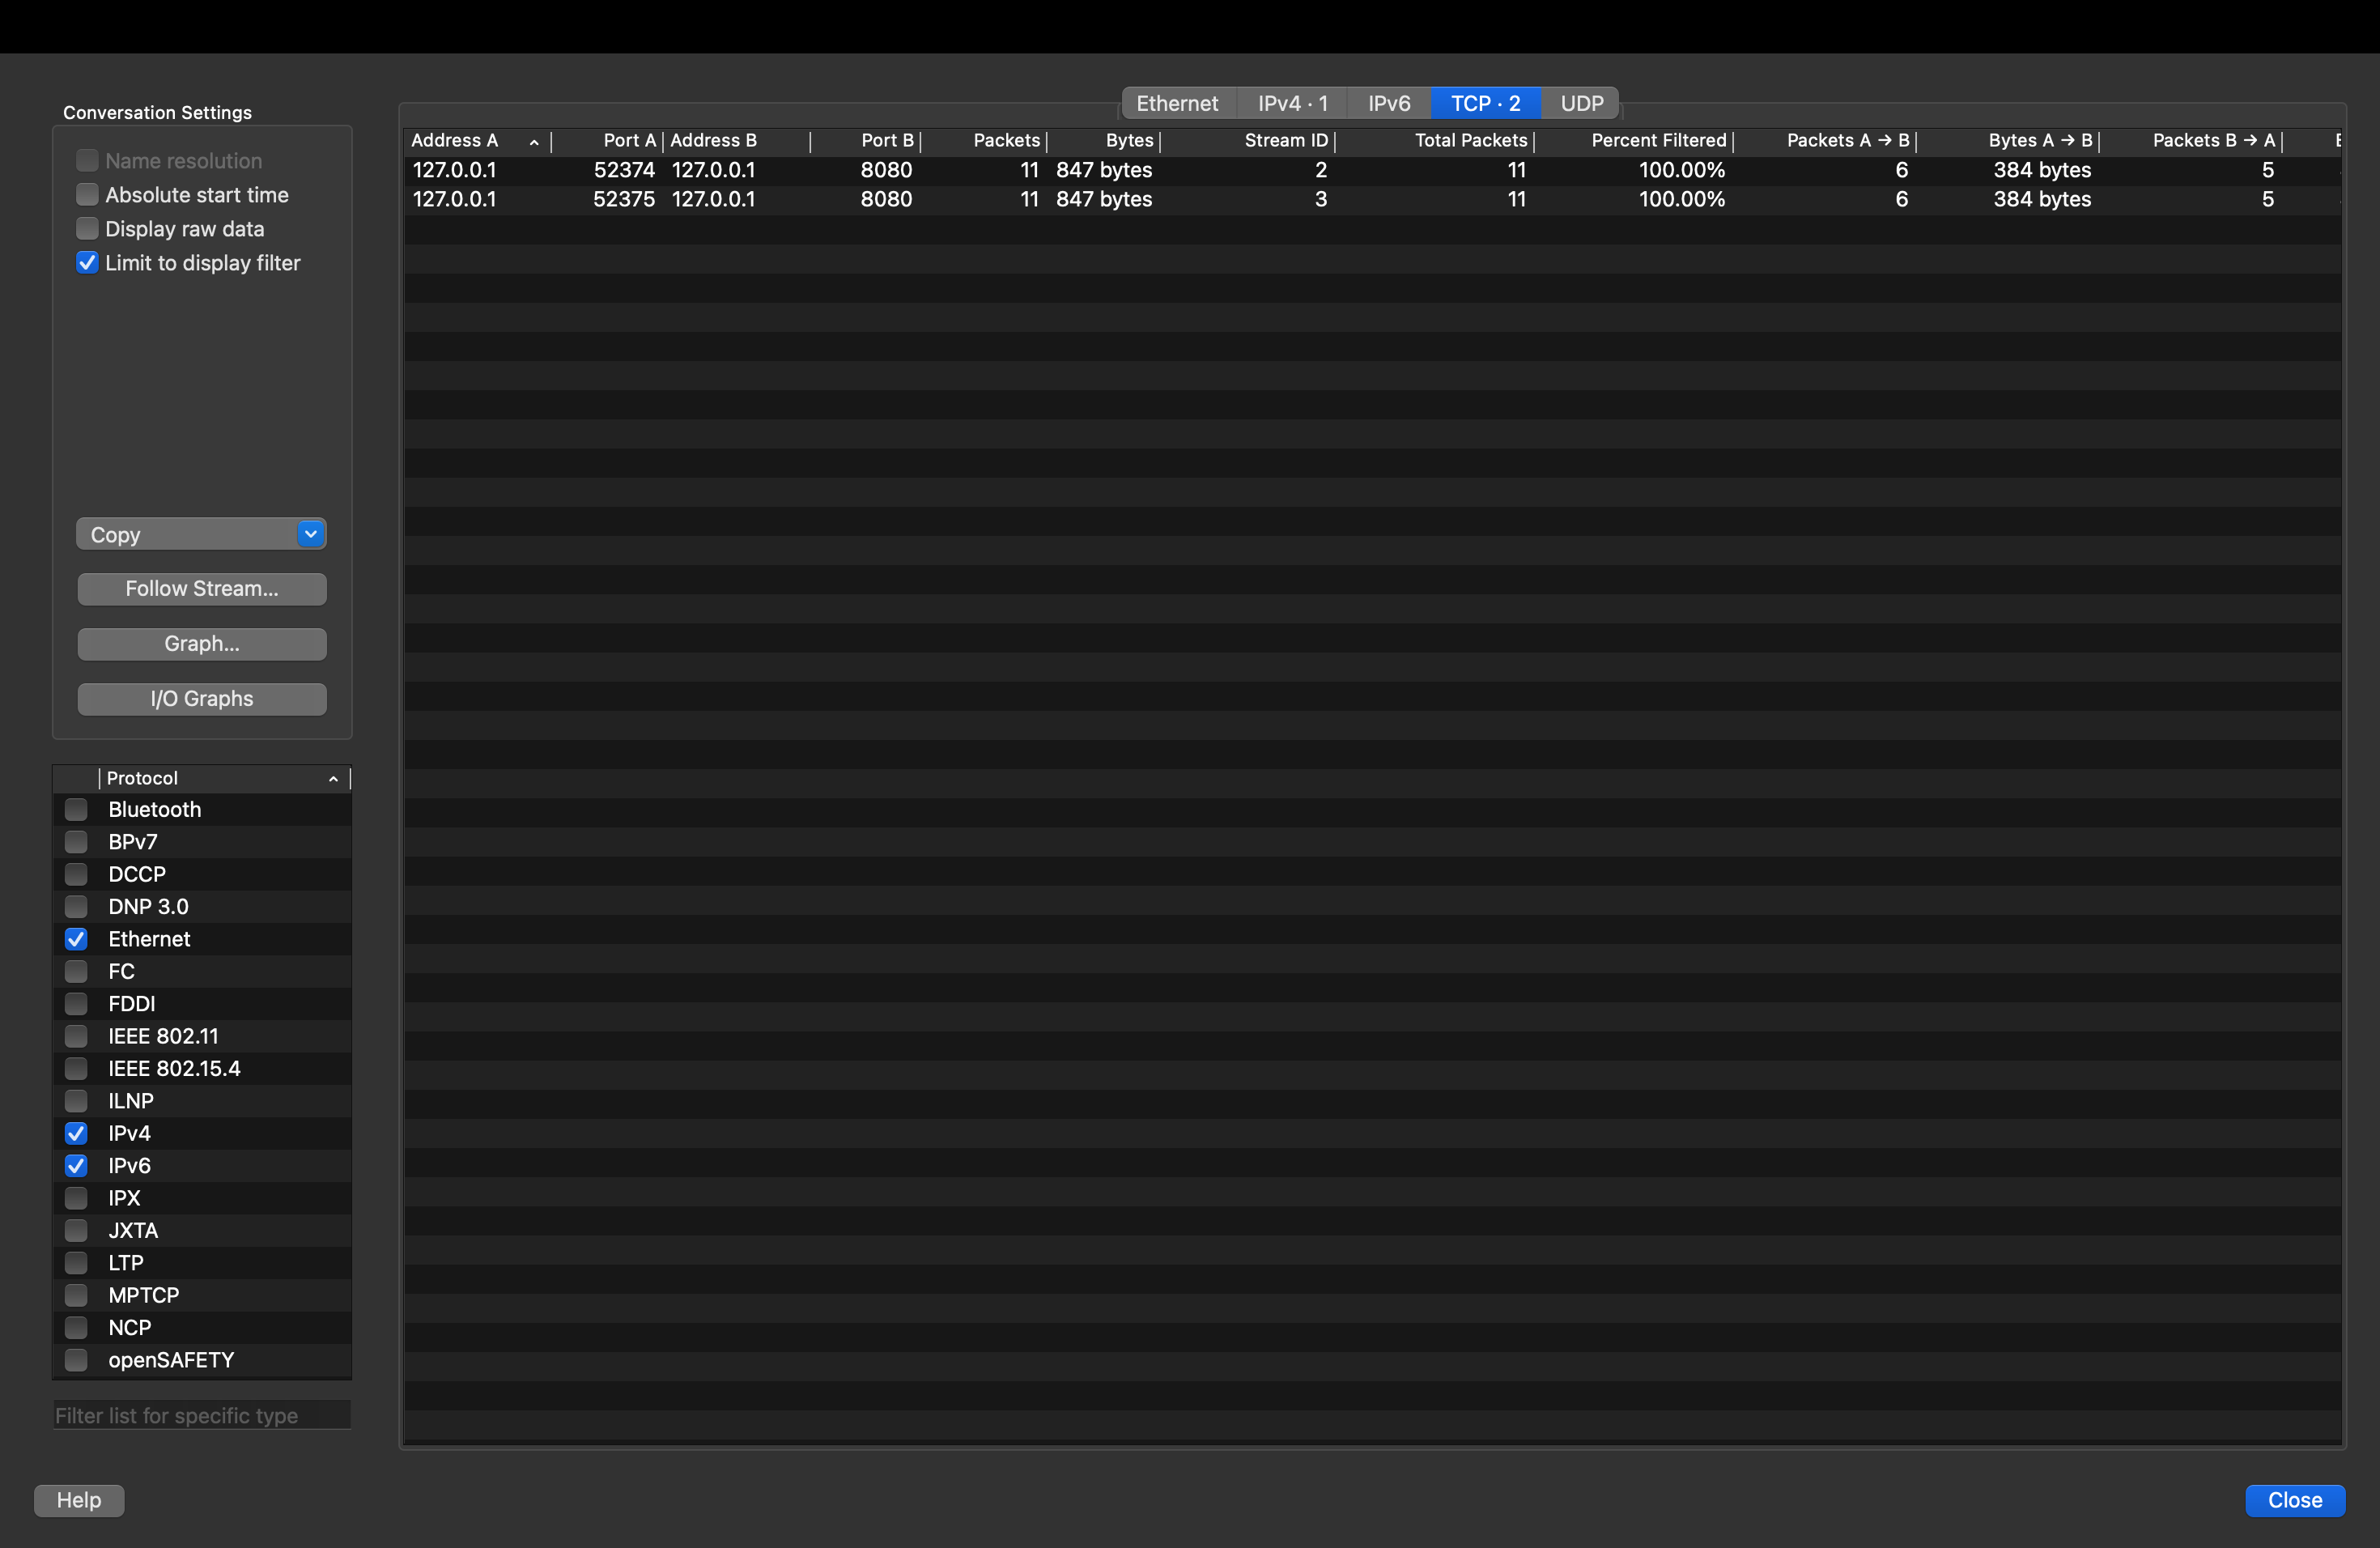 Conversation Settings
Name resolution
Absolute start time
Display raw data
Limit to display filter
Copy
Follow Stream...
Graph...
I/O Graphs
Protocol
Bluetooth
BPv7
DCCP
DNP 3.0
Ethernet
FC
FDDI
IEEE 802.11
IEEE 802.15.4
ILNP
IPv4
IPv6
IPX
JXTA
LTP
MPTCP
NCP
openSAFETY
Filter list for specific type
Help
Ethernet IPv4 · 1 IPv6 TCP · 2 UDP
Address A Port A Address B Port B Packets Bytes Stream ID Total Packets Percent Filtered Packets A → B Bytes A → B Packets B → A
127.0.0.1 52374 127.0.0.1 8080 11 847 bytes 2 11 100.00% 6 384 bytes 5
127.0.0.1 52375 127.0.0.1 8080 11 847 bytes 3 11 100.00% 6 384 bytes 5
Close